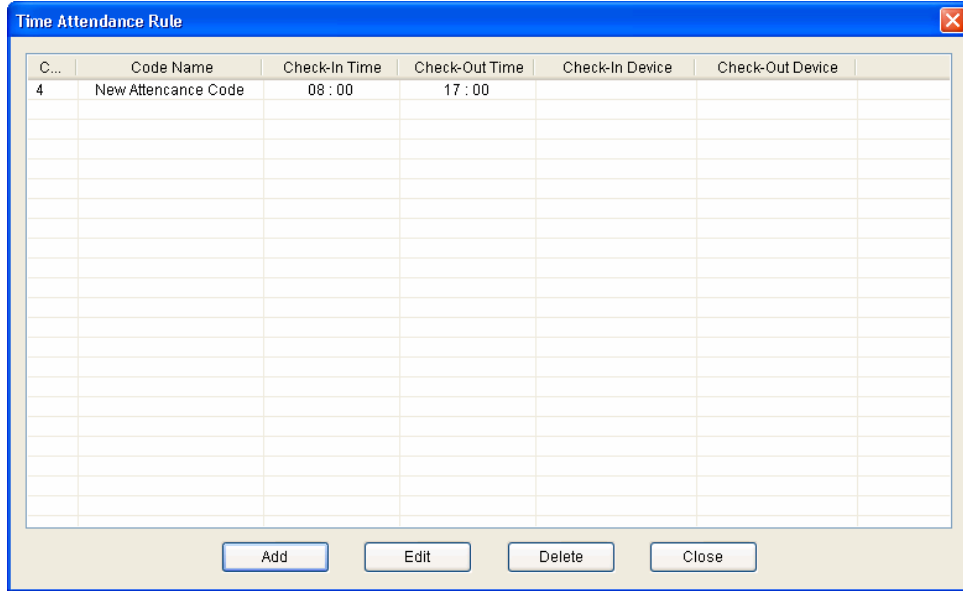 Time Attendance Rule
C... Code Name Check-In Time Check-Out Time Check-In Device Check-Out Device
4 New Attencance Code 08 : 00 17 : 00
Add Edit Delete Close